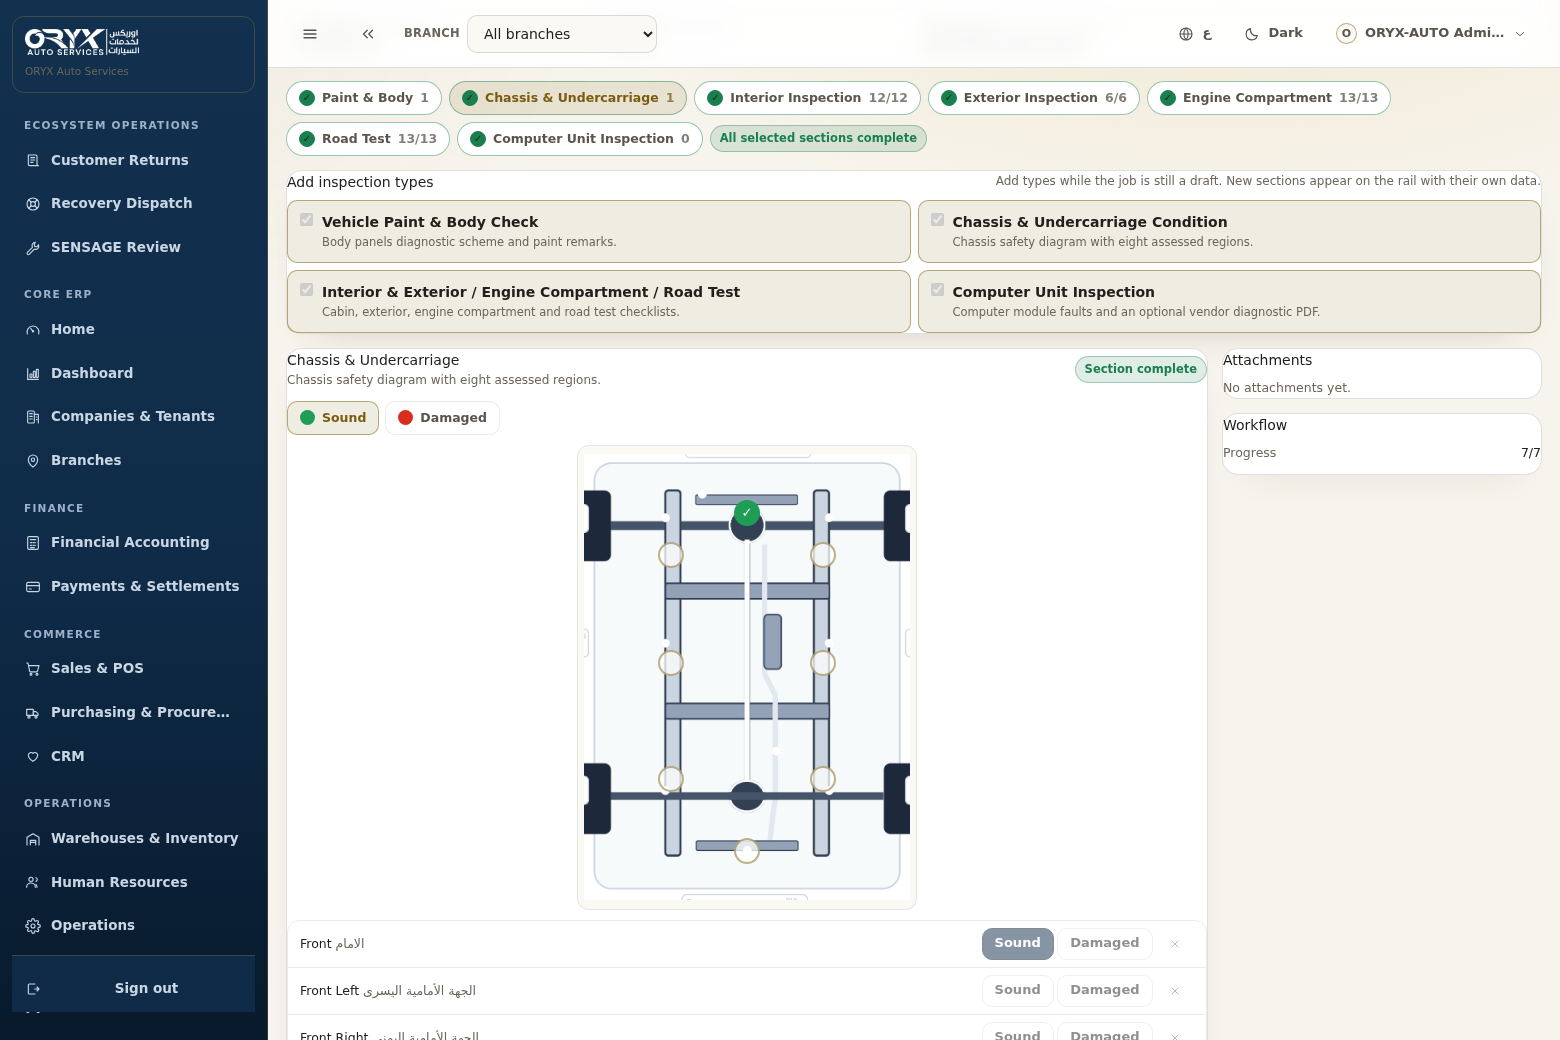 ORYX
اوريكس
لخدمات
السيارات
AUTO SERVICES
ORYX Auto Services
BRANCH
All branches
ع
Dark
O
ORYX-AUTO Admi...
ECOSYSTEM OPERATIONS
Customer Returns
Recovery Dispatch
SENSAGE Review
CORE ERP
Home
Dashboard
Companies & Tenants
Branches
FINANCE
Financial Accounting
Payments & Settlements
COMMERCE
Sales & POS
Purchasing & Procure...
CRM
OPERATIONS
Warehouses & Inventory
Human Resources
Operations
Sign out
Paint & Body 1
Chassis & Undercarriage 1
Interior Inspection 12/12
Exterior Inspection 6/6
Engine Compartment 13/13
Road Test 13/13
Computer Unit Inspection 0
All selected sections complete
Add inspection types
Add types while the job is still a draft. New sections appear on the rail with their own data.
Vehicle Paint & Body Check
Body panels diagnostic scheme and paint remarks.
Chassis & Undercarriage Condition
Chassis safety diagram with eight assessed regions.
Interior & Exterior / Engine Compartment / Road Test
Cabin, exterior, engine compartment and road test checklists.
Computer Unit Inspection
Computer module faults and an optional vendor diagnostic PDF.
Chassis & Undercarriage
Chassis safety diagram with eight assessed regions.
Section complete
Sound
Damaged
Front الامام
Sound
Damaged
Front Left الجهة الأمامية اليسرى
Sound
Damaged
Front Right الجهة الأمامية اليمنى
Sound
Damaged
Attachments
No attachments yet.
Workflow
Progress
7/7